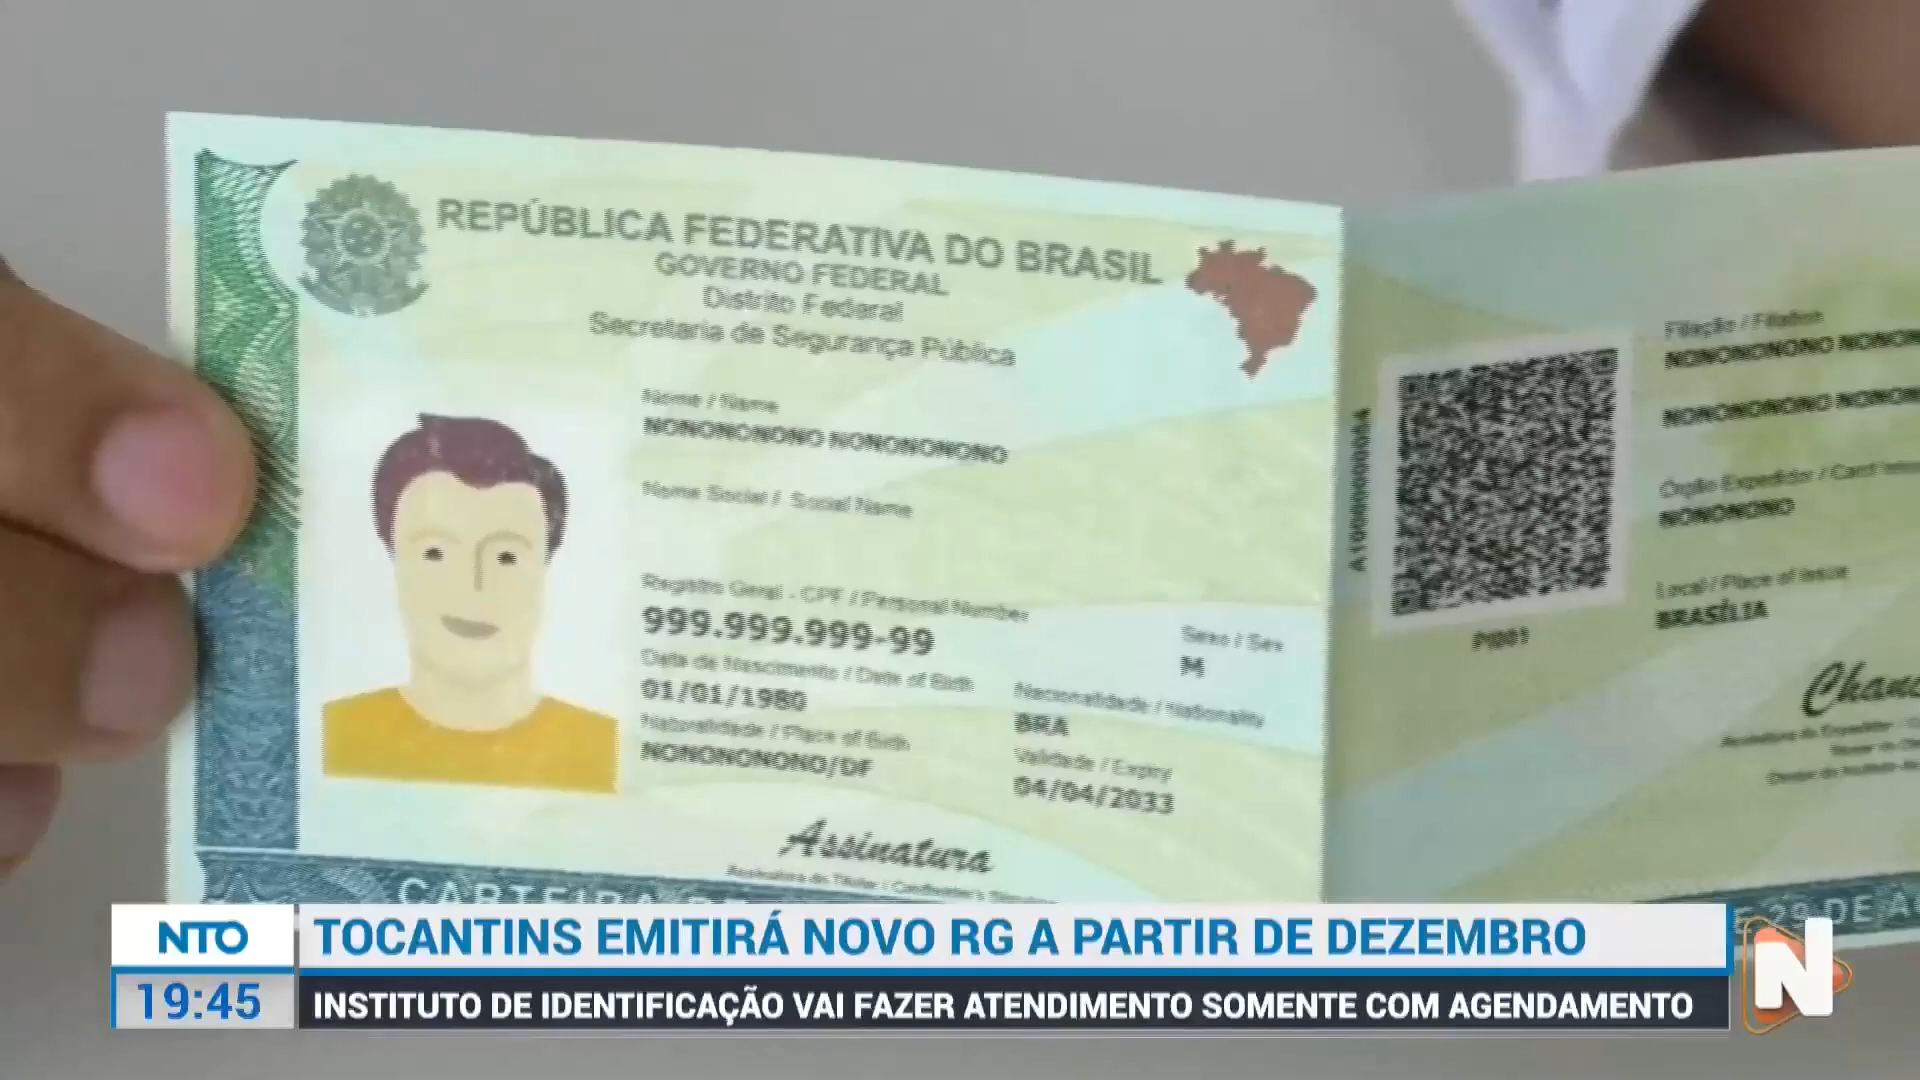 REPÚBLICA FEDERATIVA DO BRASIL
GOVERNO FEDERAL
Distrito Federal
Secretaria de Segurança Pública
Nome / Name
NONONONONO NONONONONO
Nome Social / Social Name
Registro Geral - CPF / Personal Number
999.999.999-99
Sexo / Sex
M
Data de Nascimento / Date of Birth
01/01/1980
Nacionalidade / Nationality
BRA
Naturalidade / Place of Birth
NONONONONO/DF
Validade / Expiry
04/04/2033
Assinatura
CARTEIRA
Filiação / Filiation
NONONONONO
NONONONONO
Órgão Expedidor / Card
NONONONO
Local / Place of Issue
BRASÍLIA
29 DE
NTO
TOCANTINS EMITIRÁ NOVO RG A PARTIR DE DEZEMBRO
19:45
INSTITUTO DE IDENTIFICAÇÃO VAI FAZER ATENDIMENTO SOMENTE COM AGENDAMENTO
N